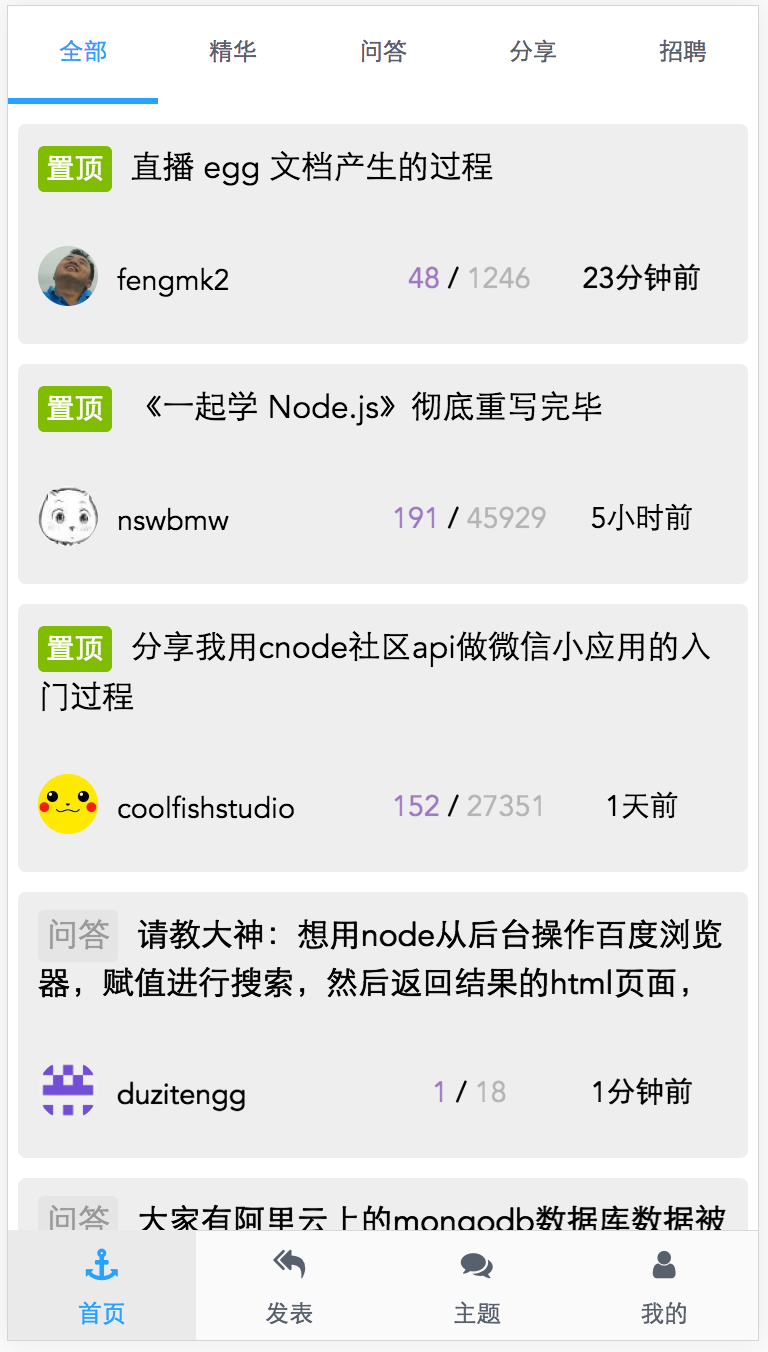 全部 精华 问答 分享 招聘
置顶 直播 egg 文档产生的过程
fengmk2 48 / 1246 23分钟前
置顶 《一起学 Node.js》彻底重写完毕
nswbmw 191 / 45929 5小时前
置顶 分享我用cnode社区api做微信小应用的入
门过程
coolfishstudio 152 / 27351 1天前
问答 请教大神：想用node从后台操作百度浏览
器，赋值进行搜索，然后返回结果的html页面，
duzitengg 1 / 18 1分钟前
问答 大家有阿里云上的mongodb数据库数据被
首页 发表 主题 我的